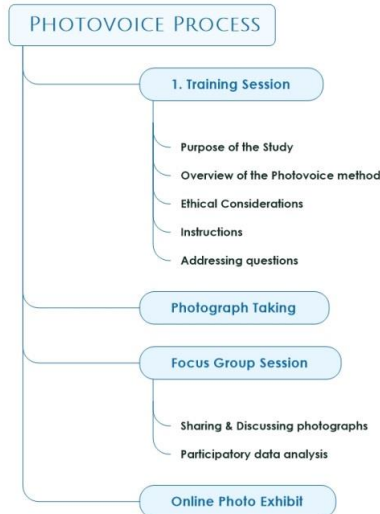 PHOTOVOICE PROCESS
1. Training Session
Purpose of the Study
Overview of the Photovoice method
Ethical Considerations
Instructions
Addressing questions
Photograph Taking
Focus Group Session
Sharing & Discussing photographs
Participatory data analysis
Online Photo Exhibit